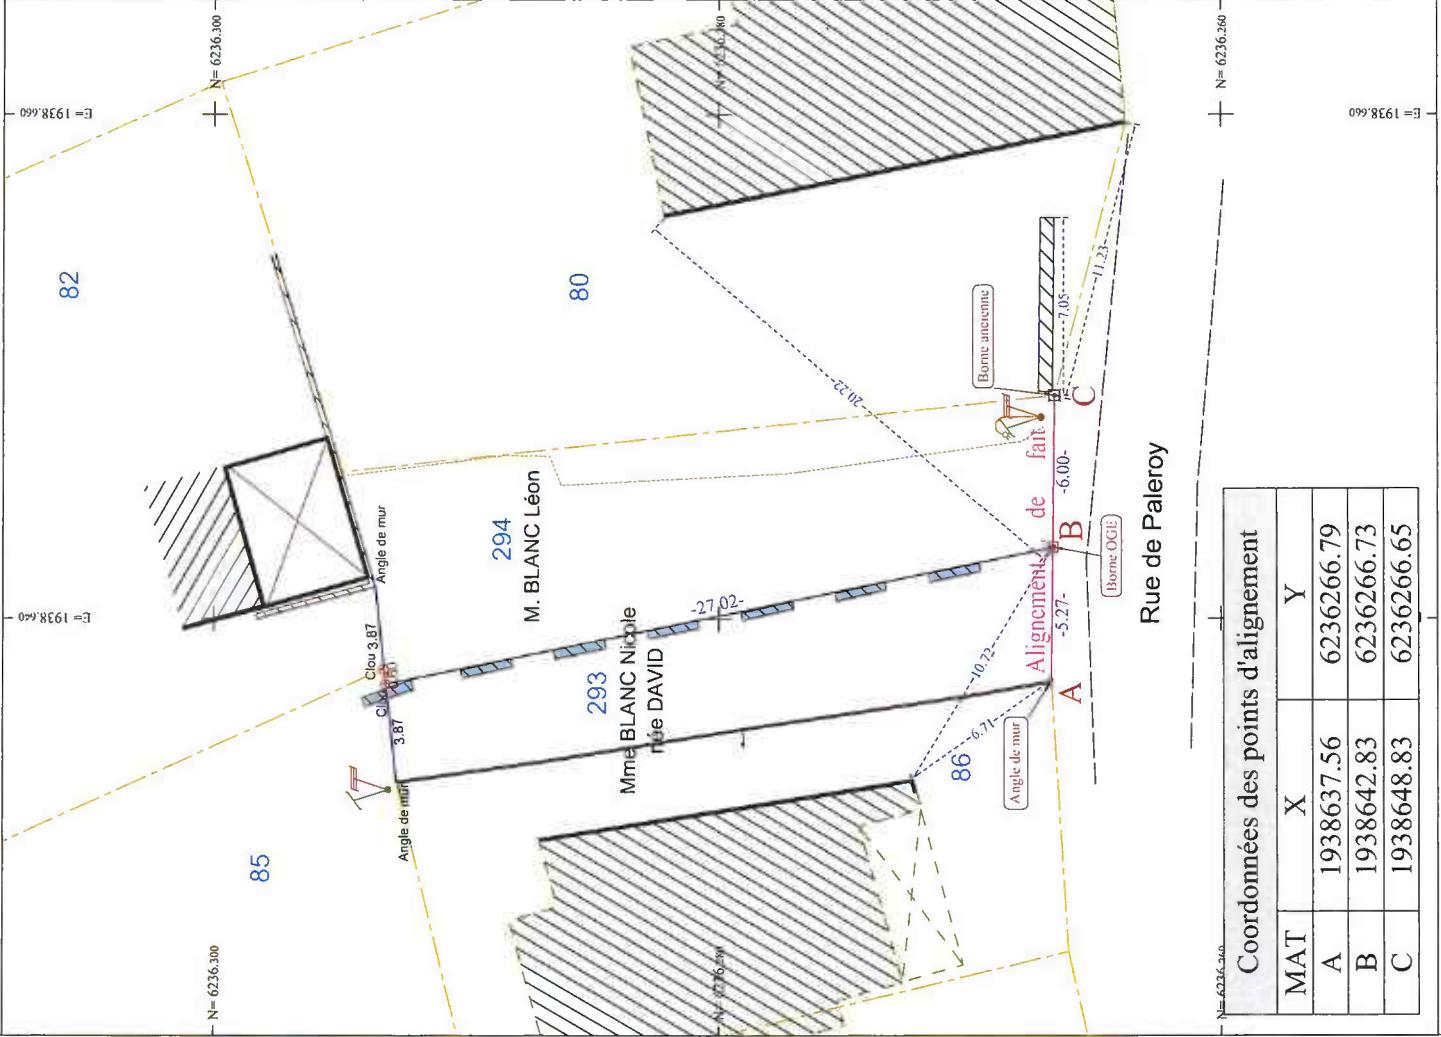 N= 6236.300
N= 6236.280
N= 6236.260
E= 1938.660
E= 1938.660
82
80
Borne ancienne
7.05
11.23
20.22
Angle de mur
294
M. BLANC Léon
E= 1938.640
Clou 3.87
3.87
-27.02-
293
Mme BLANC Nicole
née DAVID
Alignement de fait
-6.00-
-5.27-
A
B
C
Borne OGE
Rue de Paleroy
10.72
6.71
86
Angle de mur
Angle de mur
85
N= 6236.300
N= 6236.260
Coordonnées des points d'alignement
MAT X Y
A 1938637.56 6236266.79
B 1938642.83 6236266.73
C 1938648.83 6236266.65